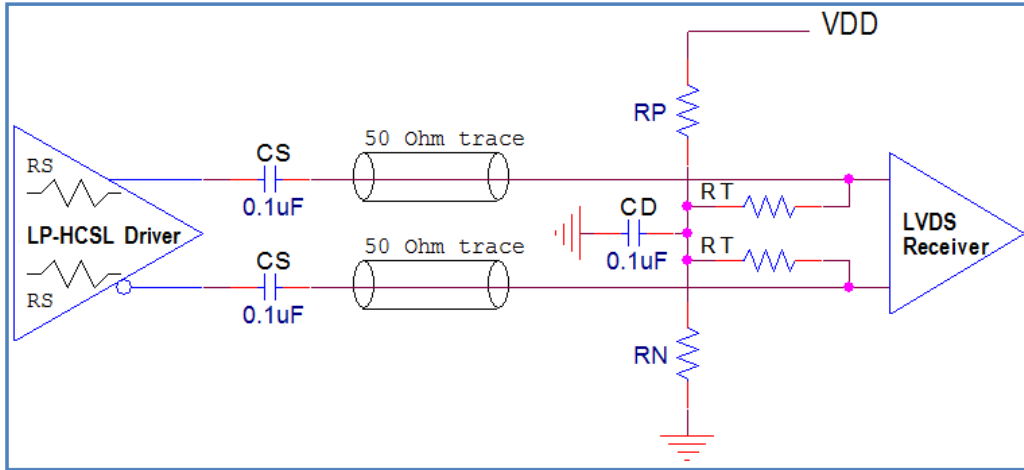 VDD
RP
50 Ohm trace
CS
RS
0.1uF
RT
CD
LP-HCSL Driver
0.1uF
LVDS
Receiver
50 Ohm trace
RT
CS
RS
0.1uF
RN